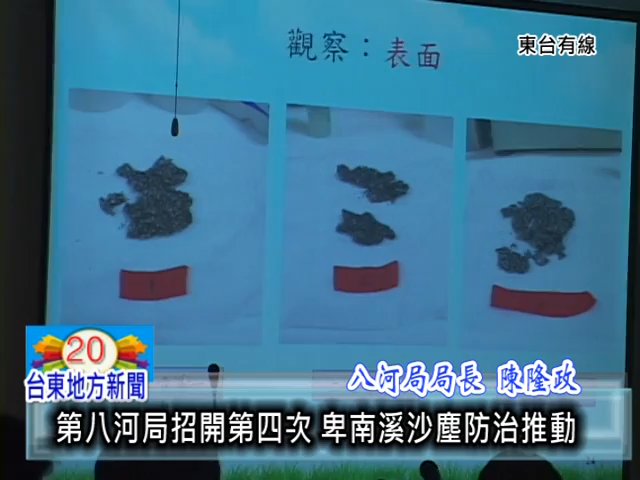 觀察：表面
東台有線
20
台東地方新聞
八河局局長 陳隆政
第八河局招開第四次 卑南溪沙塵防治推動